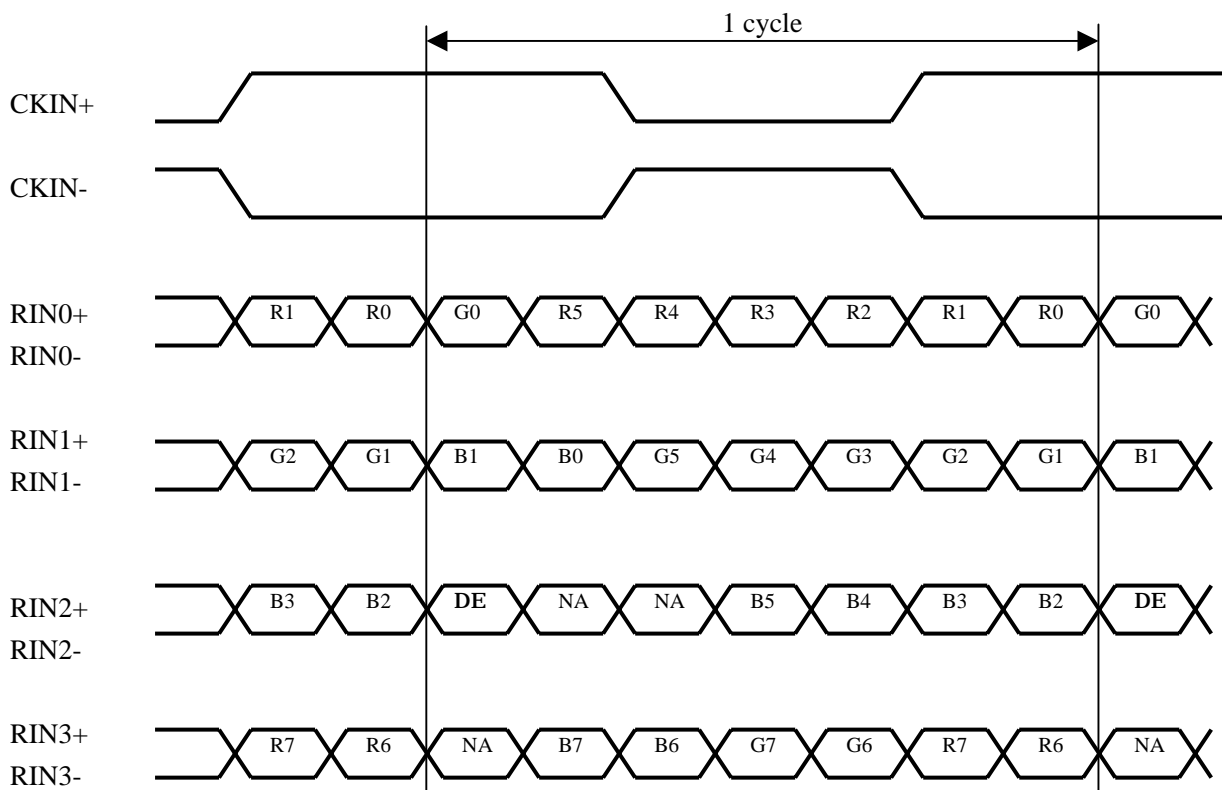 1 cycle
CKIN+
CKIN-
RIN0+ R1 R0 G0 R5 R4 R3 R2 R1 R0 G0
RIN0-
RIN1+ G2 G1 B1 B0 G5 G4 G3 G2 G1 B1
RIN1-
RIN2+ B3 B2 DE NA NA B5 B4 B3 B2 DE
RIN2-
RIN3+ R7 R6 NA B7 B6 G7 G6 R7 R6 NA
RIN3-